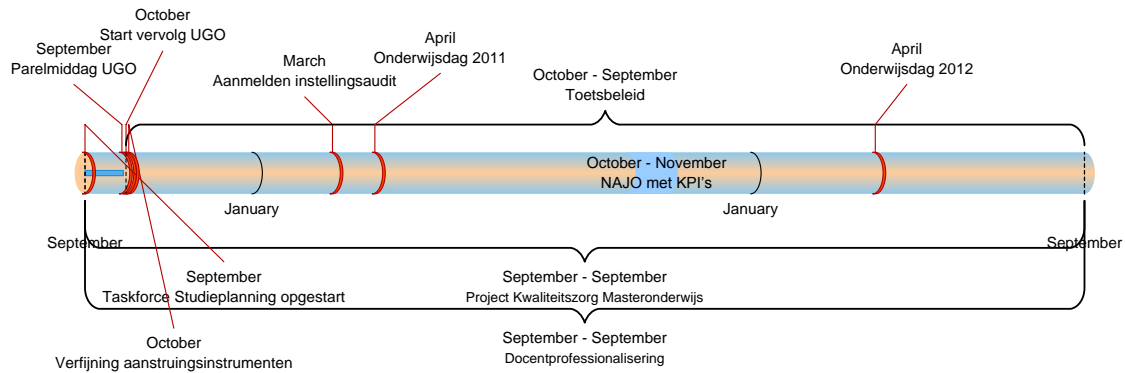 October
Start vervolg UGO
September
Parelmiddag UGO
March
Aanmelden instellingsaudit
April
Onderwijsdag 2011
October - September
Toetsbeleid
April
Onderwijsdag 2012
October - November
NAJO met KPI's
January
January
September
September
September
Taskforce Studieplanning opgestart
September - September
Project Kwaliteitszorg Masteronderwijs
October
Verfijning aanstruingsinstrumenten
September - September
Docentprofessionalisering